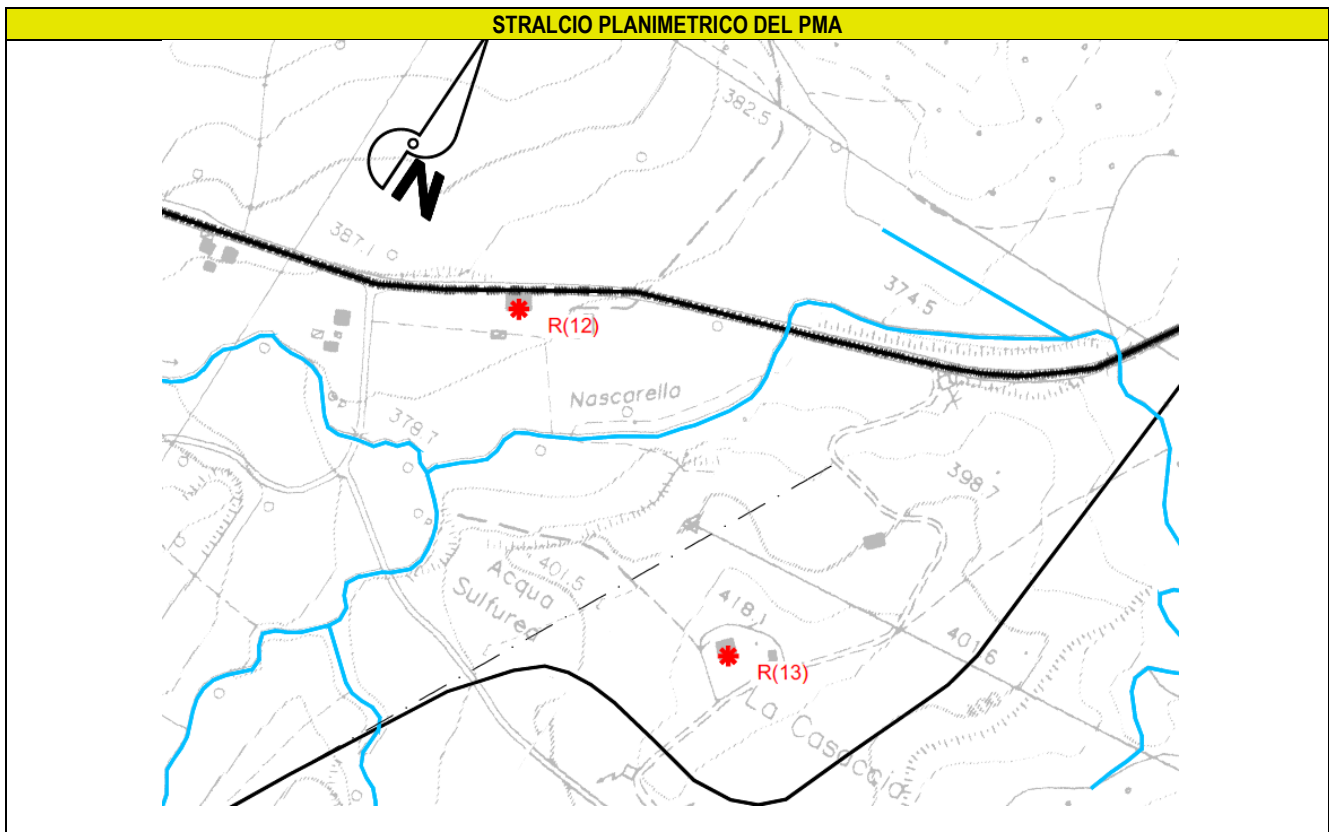 STRALCIO PLANIMETRICO DEL PMA
382.5
N
387.1
374.5
R(12)
Nascarella
378.7
398.7
401.5
Acqua
Sulfurea
418.1
401.6
R(13)
La Casaccia